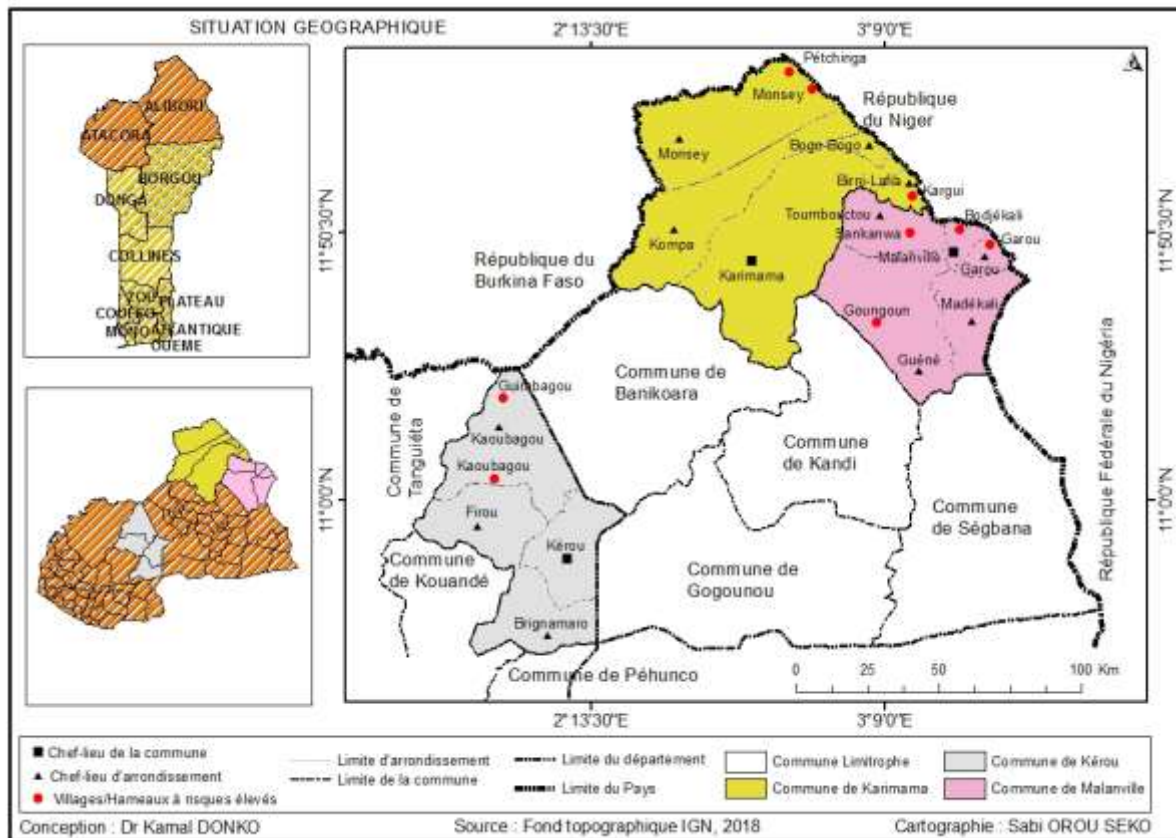 SITUATION GEOGRAPHIQUE
2°13'30"E
3°9'0"E
ALIBORI
ATACORA
BORGOU
DONGA
COLLINES
ZOU
PLATEAU
COUFFO
MONO
ATLANTIQUE
OUEME
11°50'30"N
11°0'0"N
Pétchinga
Monsey
République
du Niger
Monsey
Bogo-Bogo
Birni-Lafia
Kargui
Toumboutou
Bodjékali
Sankanwa
Garou
Kompa
Malanville
Garou
République du
Burkina Faso
Karimama
Goungoun
Madékali
Guéné
Commune de
Banikoara
Guimbagou
Commune de
Tanguiéta
Kaoubagou
Kaoubagou
Commune
de Kandi
Firou
Commune
de Ségbana
République Fédérale du Nigéria
Kérou
Commune
de Kouandé
Commune de
Gogounou
Brignamaro
Commune de Péhunco
0 25 50 100 Km
11°50'30"N
11°0'0"N
2°13'30"E
3°9'0"E
Chef-lieu de la commune
Chef-lieu d'arrondissement
Villages/Hameaux à risques élevés
Limite d'arrondissement
Limite de la commune
Limite du département
Limite du Pays
Commune Limitrophe
Commune de Karimama
Commune de Kérou
Commune de Malanville
Conception : Dr Kamal DONKO
Source : Fond topographique IGN, 2018
Cartographie : Sabi OROU SEKO